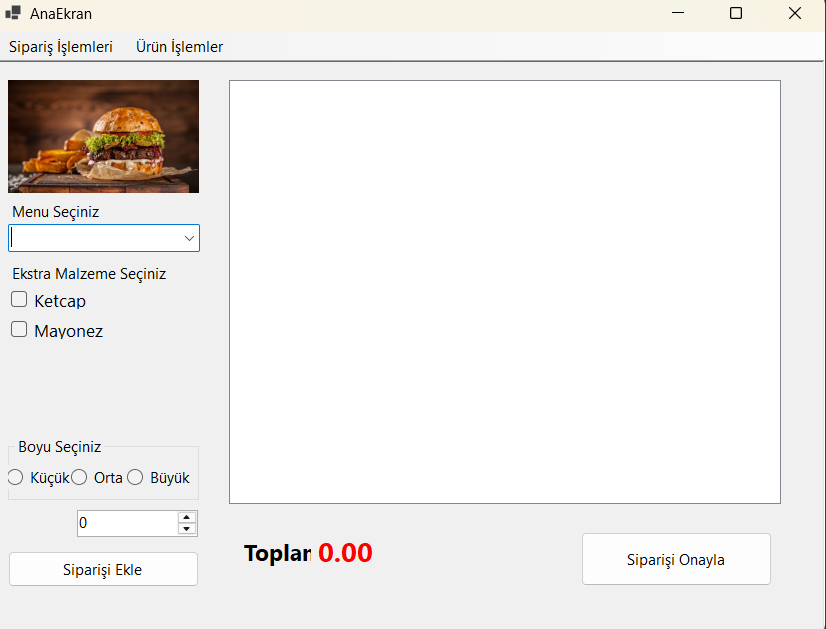 AnaEkran
Sipariş İşlemleri Ürün İşlemler
Menu Seçiniz
Ekstra Malzeme Seçiniz
Ketcap
Mayonez
Boyu Seçiniz
Küçük Orta Büyük
0
Siparişi Ekle
Toplam 0.00
Siparişi Onayla